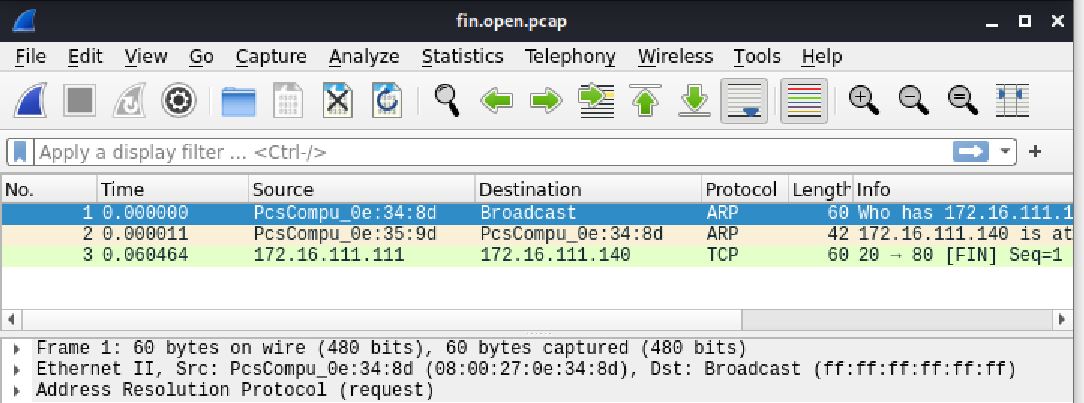 fin.open.pcap
File Edit View Go Capture Analyze Statistics Telephony Wireless Tools Help
Apply a display filter ... <Ctrl-/>
No. Time Source Destination Protocol Length Info
1 0.000000 PcsCompu_0e:34:8d Broadcast ARP 60 Who has 172.16.111.1
2 0.000011 PcsCompu_0e:35:9d PcsCompu_0e:34:8d ARP 42 172.16.111.140 is at
3 0.060464 172.16.111.111 172.16.111.140 TCP 60 20 → 80 [FIN] Seq=1
Frame 1: 60 bytes on wire (480 bits), 60 bytes captured (480 bits)
Ethernet II, Src: PcsCompu_0e:34:8d (08:00:27:0e:34:8d), Dst: Broadcast (ff:ff:ff:ff:ff:ff)
Address Resolution Protocol (request)